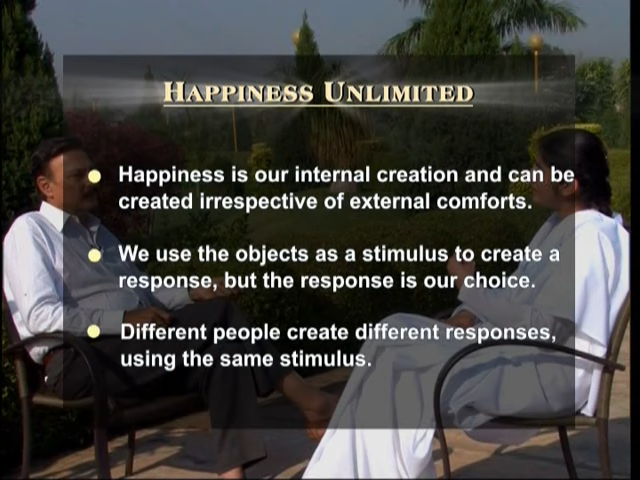 HAPPINESS UNLIMITED
Happiness is our internal creation and can be
created irrespective of external comforts.
We use the objects as a stimulus to create a
response, but the response is our choice.
Different people create different responses,
using the same stimulus.